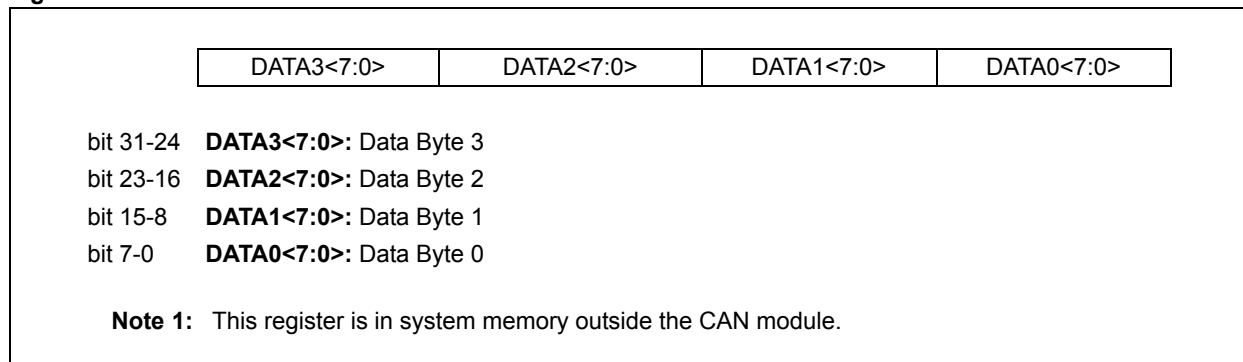 DATA3<7:0> DATA2<7:0> DATA1<7:0> DATA0<7:0>
bit 31-24 DATA3<7:0>: Data Byte 3
bit 23-16 DATA2<7:0>: Data Byte 2
bit 15-8 DATA1<7:0>: Data Byte 1
bit 7-0 DATA0<7:0>: Data Byte 0
Note 1: This register is in system memory outside the CAN module.